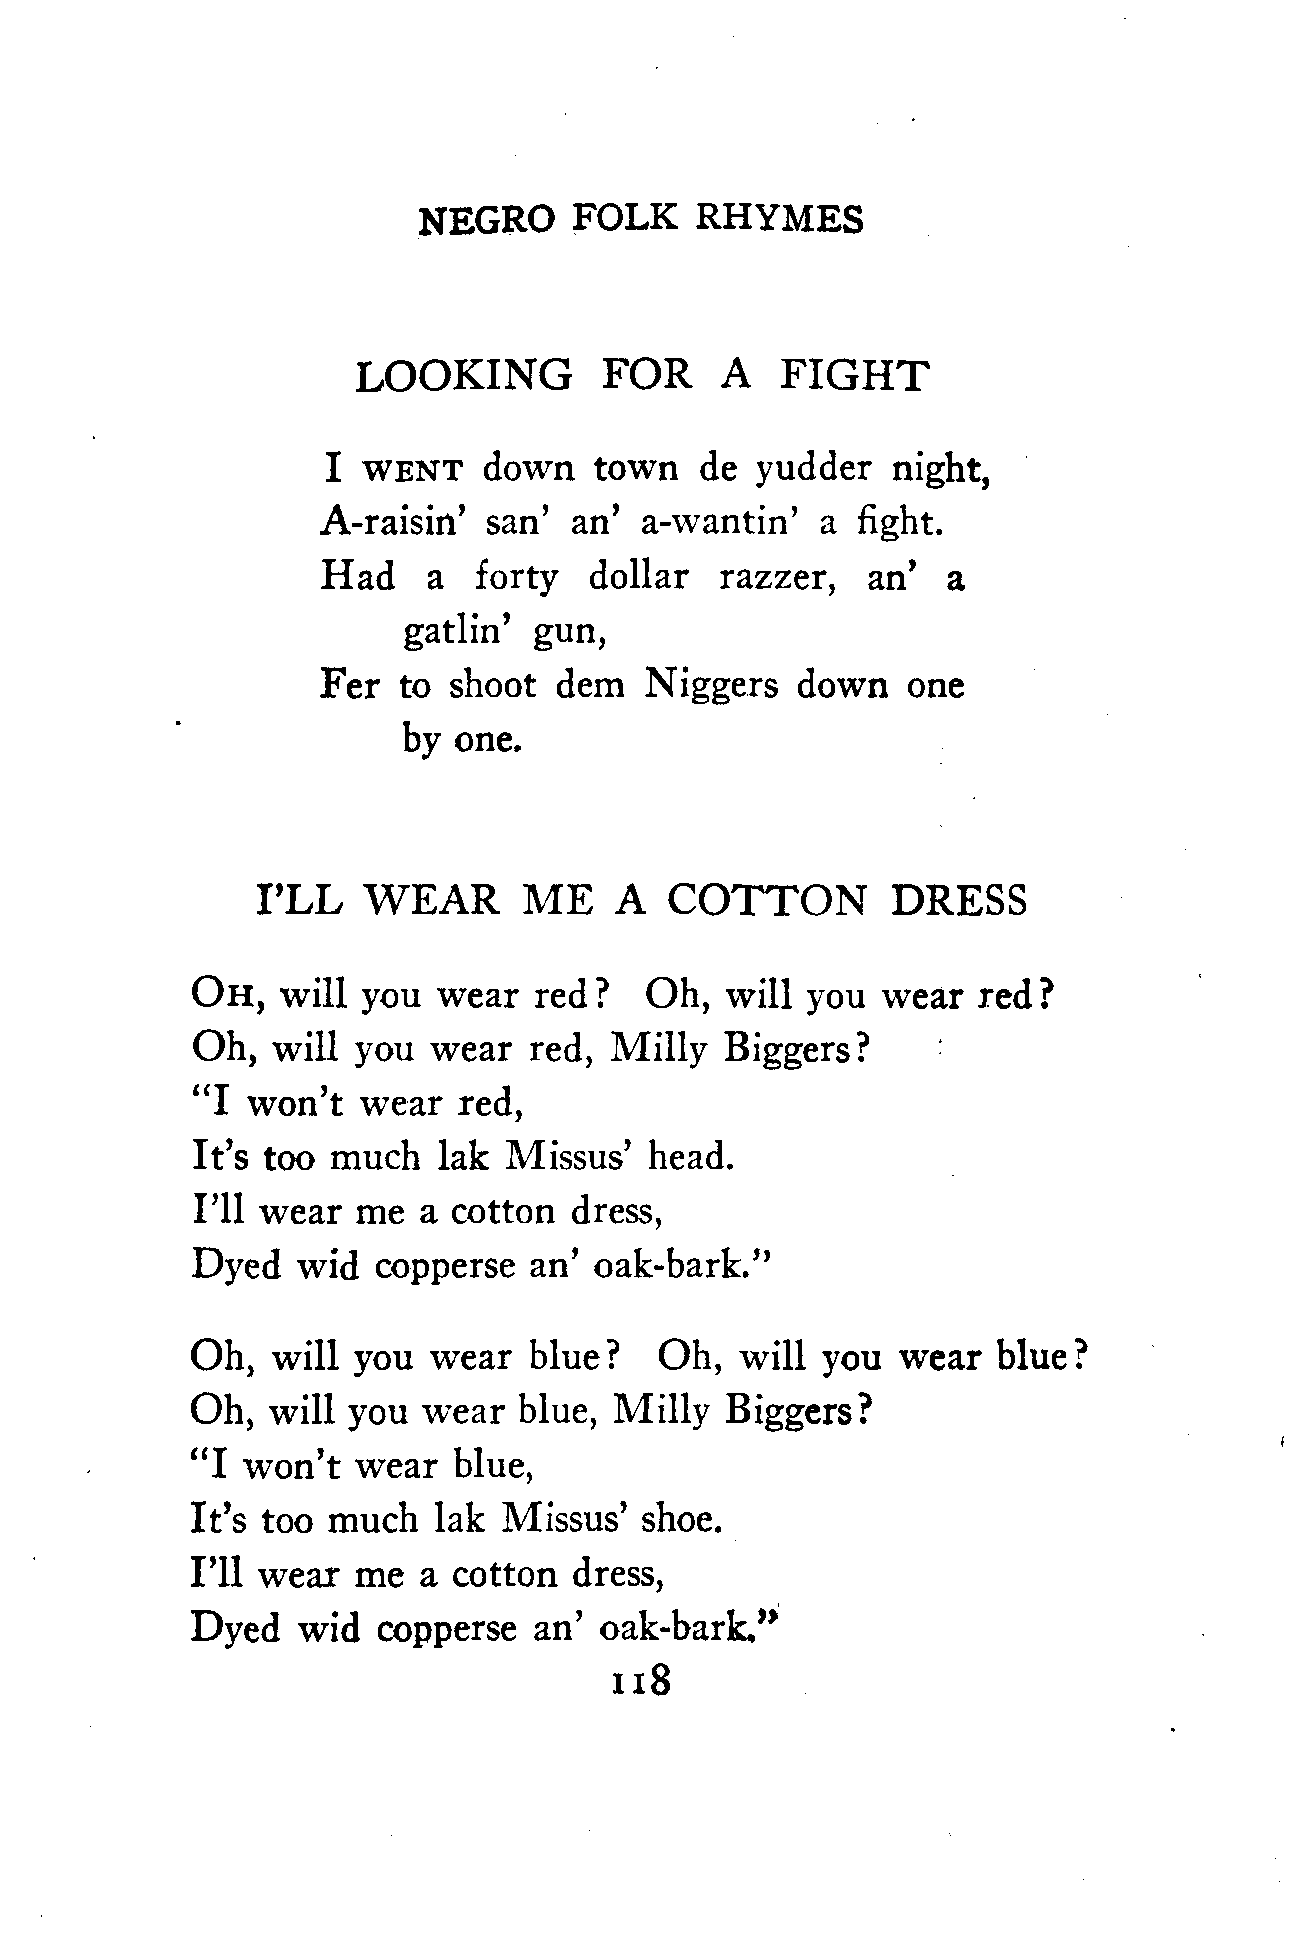 NEGRO FOLK RHYMES
LOOKING FOR A FIGHT
I WENT down town de yudder night,
A-raisin' san' an' a-wantin' a fight.
Had a forty dollar razzer, an' a
gatlin' gun,
Fer to shoot dem Niggers down one
by one.
I'LL WEAR ME A COTTON DRESS
OH, will you wear red? Oh, will you wear red?
Oh, will you wear red, Milly Biggers?
"I won't wear red,
It's too much lak Missus' head.
I'll wear me a cotton dress,
Dyed wid copperse an' oak-bark."
Oh, will you wear blue? Oh, will you wear blue?
Oh, will you wear blue, Milly Biggers?
"I won't wear blue,
It's too much lak Missus' shoe.
I'll wear me a cotton dress,
Dyed wid copperse an' oak-bark."
118